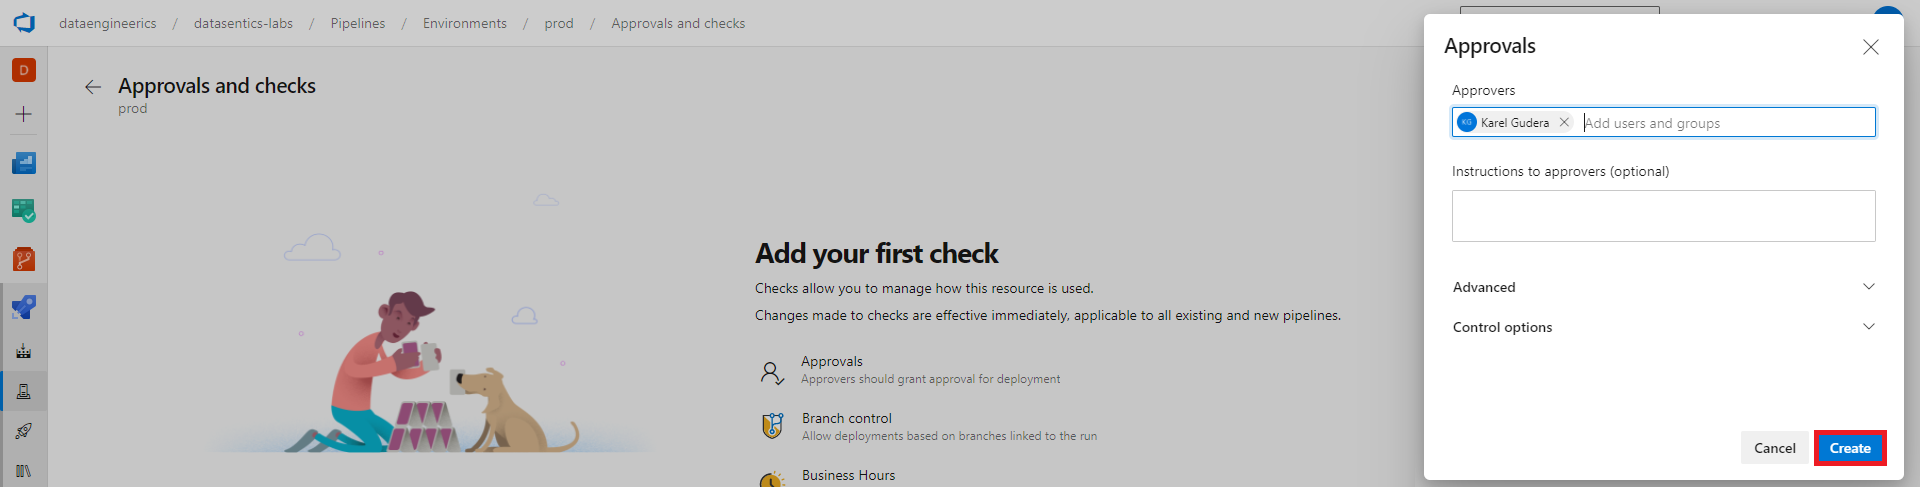 dataengineerics / datasentics-labs / Pipelines / Environments / prod / Approvals and checks
D
Approvals and checks
prod
Add your first check
Checks allow you to manage how this resource is used.
Changes made to checks are effective immediately, applicable to all existing and new pipelines.
Approvals
Approvers should grant approval for deployment
Branch control
Allow deployments based on branches linked to the run
Business Hours
Approvals
Approvers
KG Karel Gudera Add users and groups
Instructions to approvers (optional)
Advanced
Control options
Cancel Create